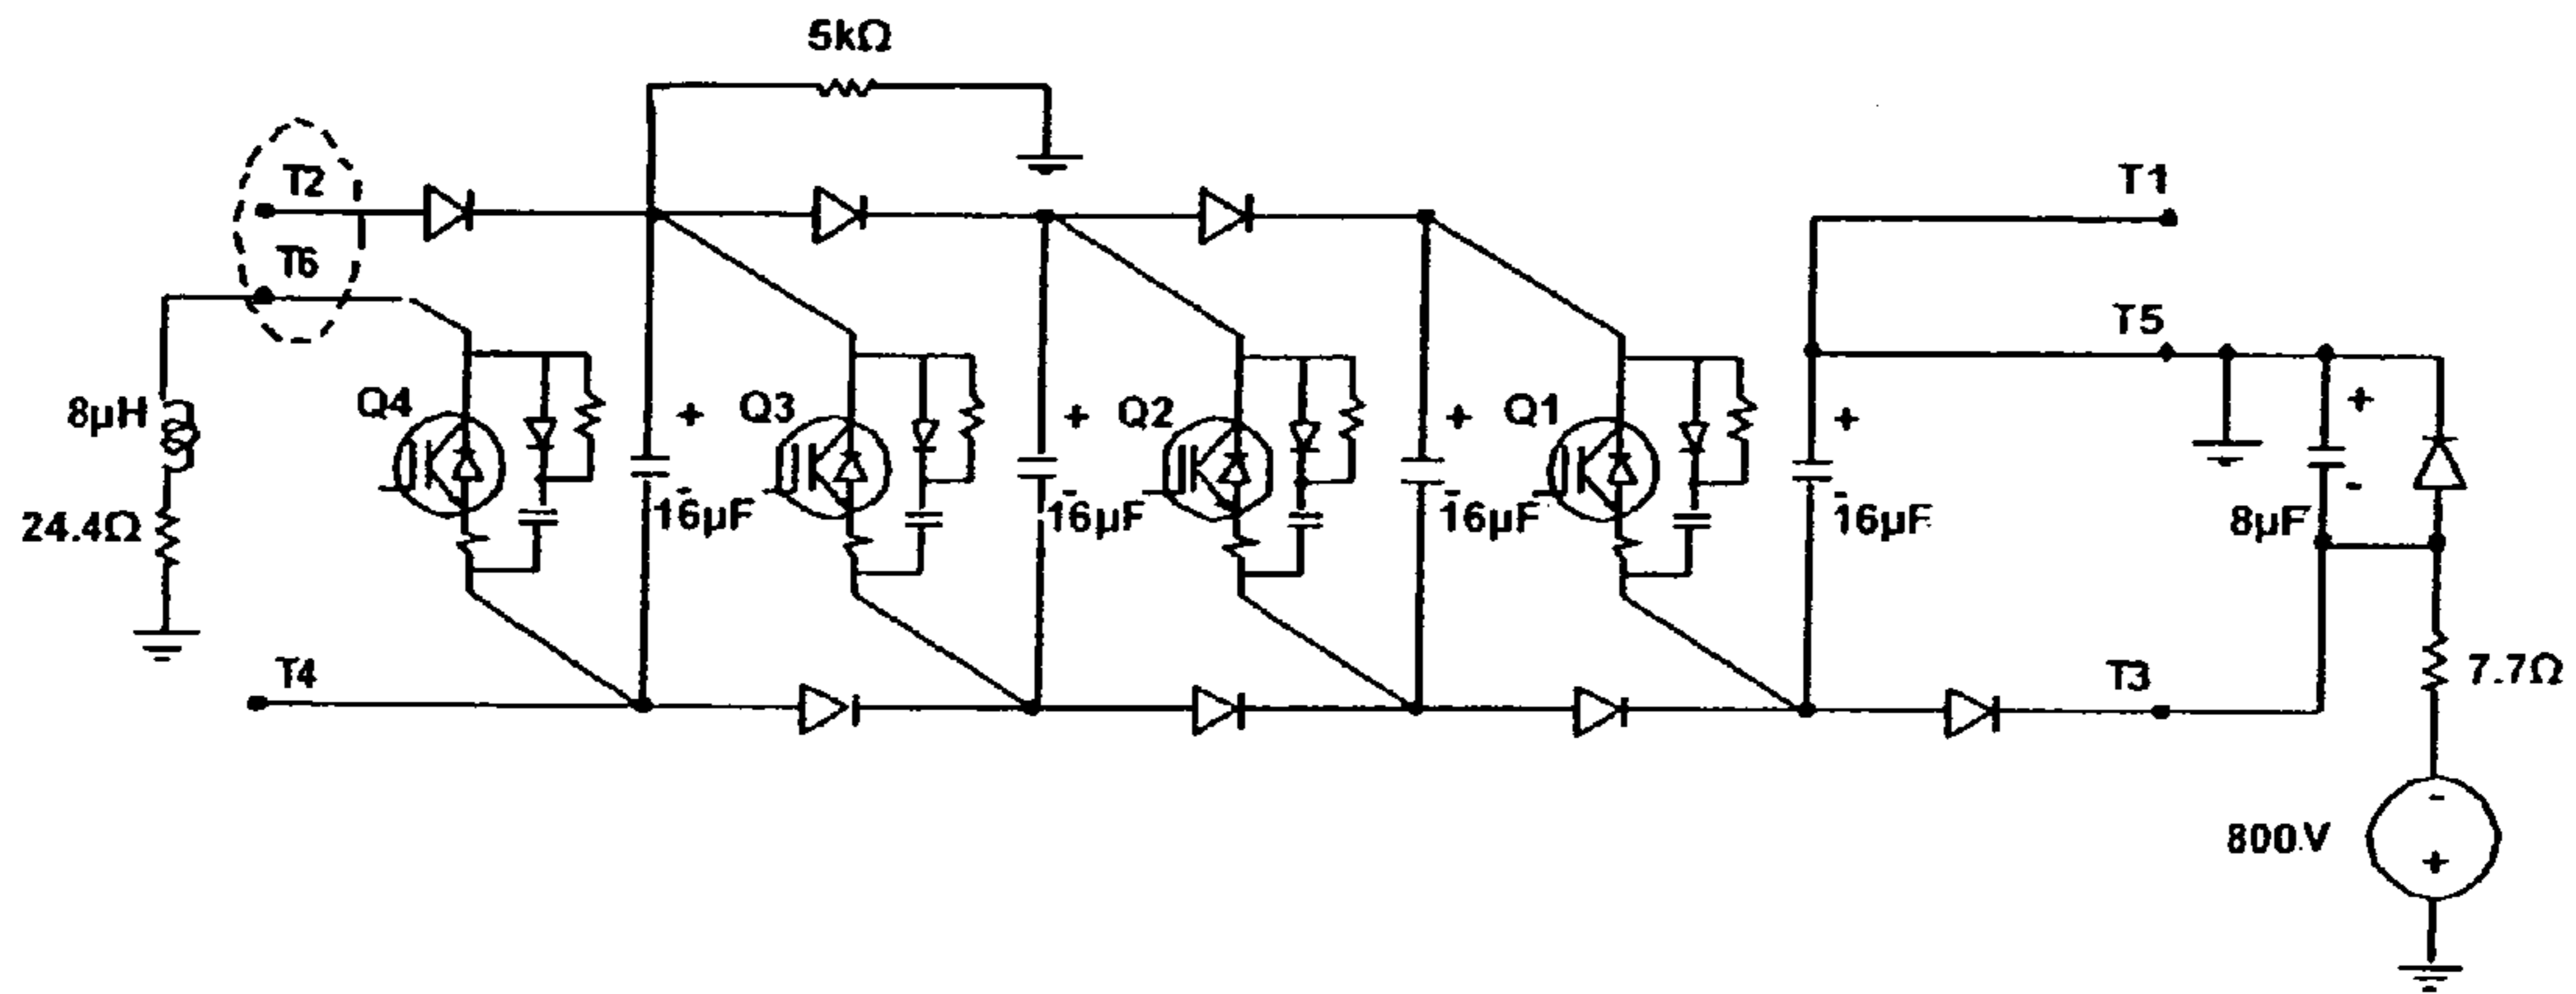 5kΩ
T2
T1
T6
T5
8μH
Q4
+
Q3
+
Q2
+
Q1
+
+
-
24.4Ω
-
16μF
-
16μF
-
16μF
-
16μF
8μF
T4
T3
7.7Ω
-
800V
+